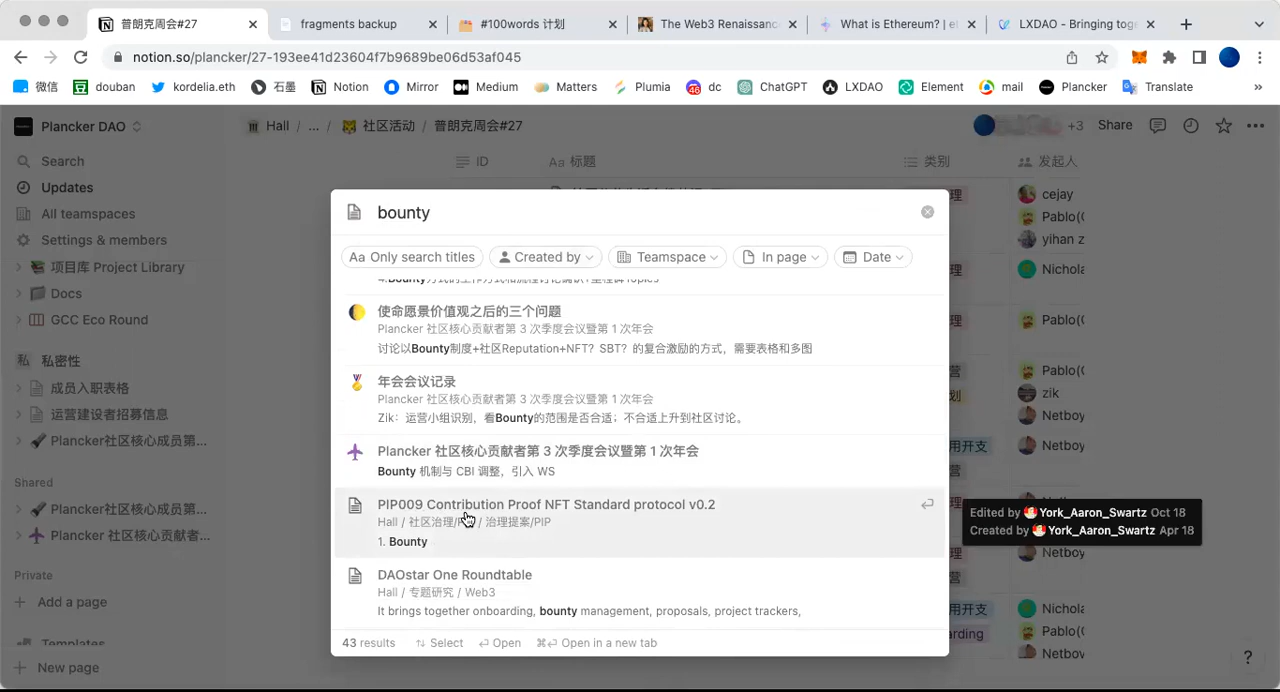 普朗克周会#27
fragments backup
#100words 计划
The Web3 Renaissanc
What is Ethereum? | et
LXDAO - Bringing toge
notion.so/plancker/27-193ee41d23604f7b9689be06d53af045
微信
douban
kordelia.eth
石墨
Notion
Mirror
Medium
Matters
Plumia
46
dc
ChatGPT
LXDAO
Element
mail
Plancker
Translate
Plancker DAO
Hall / ... / 社区活动 / 普朗克周会#27
+3
Share
Search
Updates
All teamspaces
Settings & members
项目库 Project Library
Docs
GCC Eco Round
私 私密性
成员入职表格
运营建设者招募信息
Plancker社区核心成员第...
Shared
Plancker社区核心成员第...
Plancker 社区核心贡献者...
Private
Add a page
Templates
New page
ID
Aa 标题
类别
发起人
cejay
Pablo(
yihan z
Nichola
Pablo(
Pablo(
zik
Netboy
Netboy
Nichola
Pablo(
Netboy
用开支
用开支
arding
bounty
Aa Only search titles
Created by
Teamspace
In page
Date
使命愿景价值观之后的三个问题
Plancker 社区核心贡献者第 3 次季度会议暨第 1 次年会
讨论以Bounty制度+社区Reputation+NFT？SBT？的复合激励的方式，需要表格和多图
年会会议记录
Plancker 社区核心贡献者第 3 次季度会议暨第 1 次年会
Zik：运营小组识别，看Bounty的范围是否合适，不合适上升到社区讨论。
Plancker 社区核心贡献者第 3 次季度会议暨第 1 次年会
Bounty 机制与 CBI 调整，引入 WS
PIP009 Contribution Proof NFT Standard protocol v0.2
Hall / 社区治理/ / 治理提案/PIP
1. Bounty
DAOstar One Roundtable
Hall / 专题研究 / Web3
It brings together onboarding, bounty management, proposals, project trackers,
43 results
Select
Open
Open in a new tab
Edited by York_Aaron_Swartz Oct 18
Created by York_Aaron_Swartz Apr 18
?